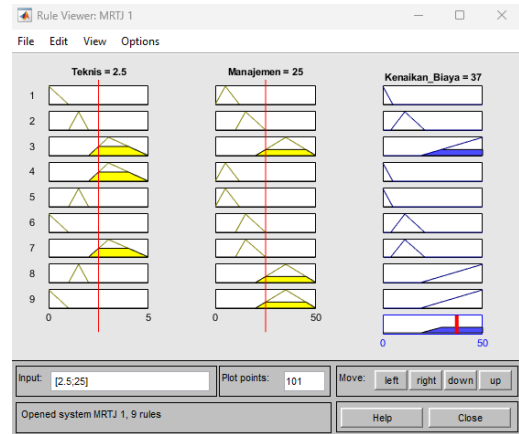 Rule Viewer: MRTJ 1
File Edit View Options
Teknis = 2.5 Manajemen = 25 Kenaikan_Biaya = 37
1
2
3
4
5
6
7
8
9
0 5 0 50
0 50
Input: [2.5;25] Plot points: 101 Move: left right down up
Opened system MRTJ 1, 9 rules Help Close